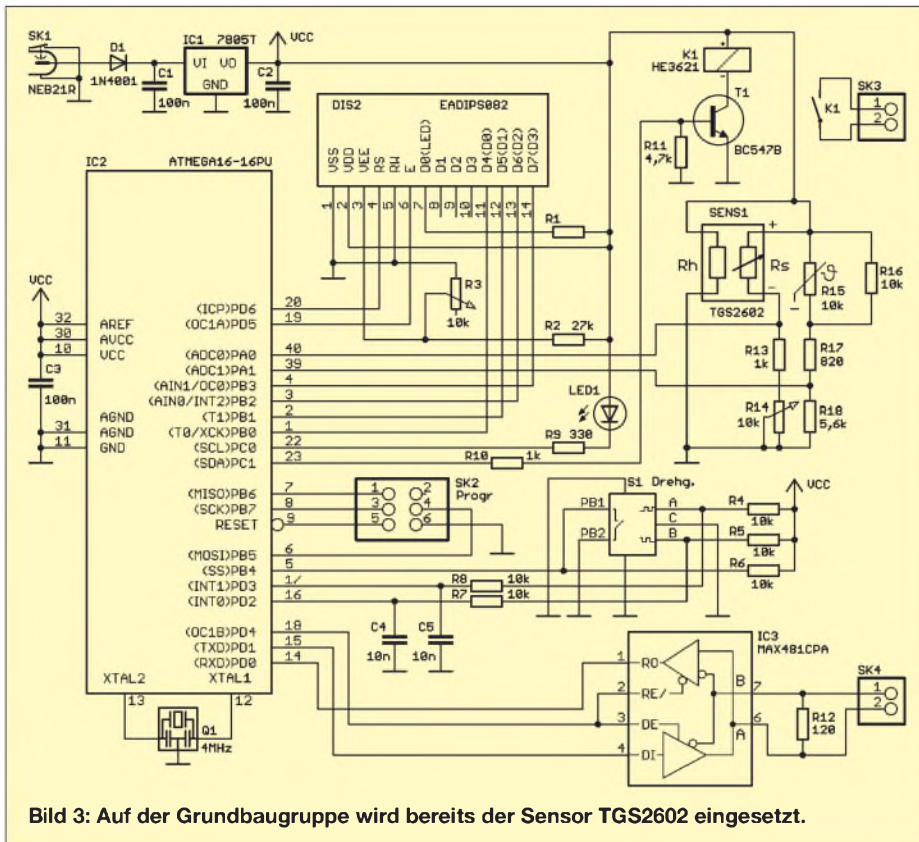 SK1
NEB21R
D1
1N4001
C1
100n
IC1 7805T
VI VO
GND
C2
100n
VCC
DIS2 EADIPS082
VSS
VDD
VEE
RS
RW
E
D0(LED)
D1
D2
D3
D4(D0)
D5(D1)
D6(D2)
D7(D3)
1
2
3
4
5
6
7
8
9
10
11
12
13
14
K1
HE3621
T1
BC547B
R11
4,7k
K1
SK3
1
2
IC2 ATMEGA16-16PU
VCC
32 AREF
30 AVCC
10 VCC
C3
100n
AGND
31 AGND
11 GND
(ICP)PD6 20
(OC1A)PD5 19
(ADC0)PA0 40
(ADC1)PA1 39
(AIN1/OC0)PB3 4
(AIN0/INT2)PB2 3
(T1)PB1 2
(T0/XCK)PB0 1
(SCL)PC0 22
(SDA)PC1 23
(MISO)PB6 7
(SCK)PB7 8
RESET 9
(MOSI)PB5 6
(SS)PB4 5
(INT1)PD3 17
(INT0)PD2 16
(OC1B)PD4 18
(TXD)PD1 15
(RXD)PD0 14
XTAL2 XTAL1
13 12
Q1
4MHz
R1
R3
10k
R2 27k
LED1
R9 330
R10 1k
SENS1
+
Rh Rs
-
TGS2602
ϑ
R15
10k
-
R16
10k
R13
1k
R17
820
R14
10k
R18
5,6k
SK2
Progr
1 2
3 4
5 6
S1 Drehg.
PB1
PB2
A
C
B
VCC
R4
10k
R5
10k
R6
10k
R8 10k
R7 10k
C4
10n
C5
10n
IC3
MAX481CPA
1 RO
2 RE/
3 DE
4 DI
B 7
A 6
R12
120
SK4
1
2
Bild 3: Auf der Grundbaugruppe wird bereits der Sensor TGS2602 eingesetzt.